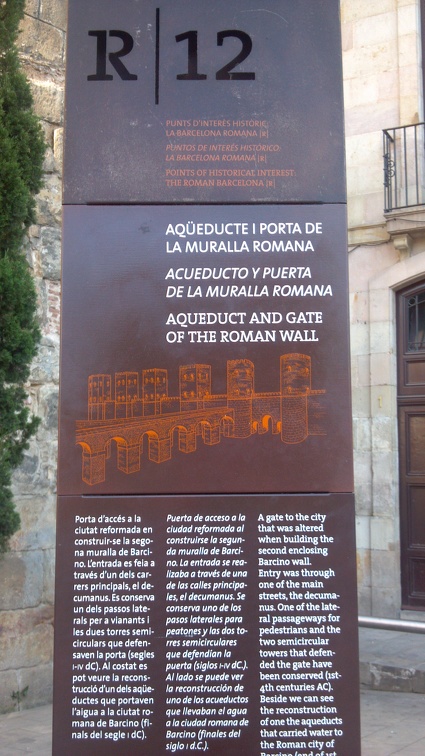 R|12
PUNTS D'INTERÈS HISTÒRIC:
LA BARCELONA ROMANA [R]
PUNTOS DE INTERÉS HISTÓRICO:
LA BARCELONA ROMANA [R]
POINTS OF HISTORICAL INTEREST:
THE ROMAN BARCELONA [R]
AQÜEDUCTE I PORTA DE
LA MURALLA ROMANA
ACUEDUCTO Y PUERTA
DE LA MURALLA ROMANA
AQUEDUCT AND GATE
OF THE ROMAN WALL
Porta d'accés a la
ciutat reformada en
construir-se la sego-
na muralla de Barci-
no. L'entrada es feia a
través d'un dels car-
rers principals, el de-
cumanus. Es conserva
un dels passos late-
rals per a vianants i
les dues torres semi-
circulars que defen-
saven la porta (segles
I-IV dC). Al costat es
pot veure la recons-
trucció d'un dels aqüe-
ductes que portaven
l'aigua a la ciutat ro-
mana de Barcino (fi-
nals del segle I dC).
Puerta de acceso a la
ciudad reformada al
construirse la segun-
da muralla de Barci-
no. La entrada se rea-
lizaba a través de una
de las calles principa-
les, el decumanus. Se
conserva uno de los
pasos laterales para
peatones y las dos to-
rres semicirculares
que defendían la
puerta (siglos I-IV dC.).
Al lado se puede ver
la reconstrucción de
uno de los acueductos
que llevaban el agua
a la ciudad romana de
Barcino (finales del
siglo I d.C.).
A gate to the city
that was altered
when building the
second enclosing
Barcino wall.
Entry was through
one of the main
streets, the decuma-
nus. One of the late-
ral passageways for
pedestrians and the
two semicircular
towers that defen-
ded the gate have
been conserved (1st-
4th centuries AC).
Beside we can see
the reconstruction
of one the aqueducts
that carried water to
the Roman city of
Barcino (end of 1st